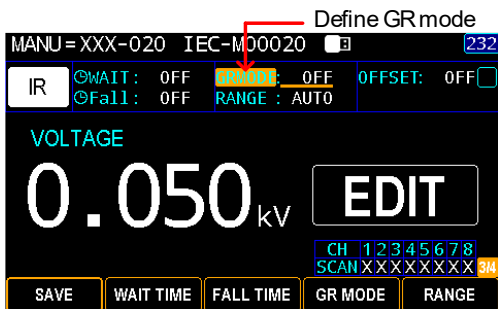 Define GR mode
MANU = XXX-020 IEC-M00020 232
IR WAIT: OFF GRMODE: OFF OFFSET: OFF
Fall: OFF RANGE : AUTO
VOLTAGE
0.050 kV EDIT
CH 1 2 3 4 5 6 7 8
SCAN X X X X X X X X 3/4
SAVE WAIT TIME FALL TIME GR MODE RANGE